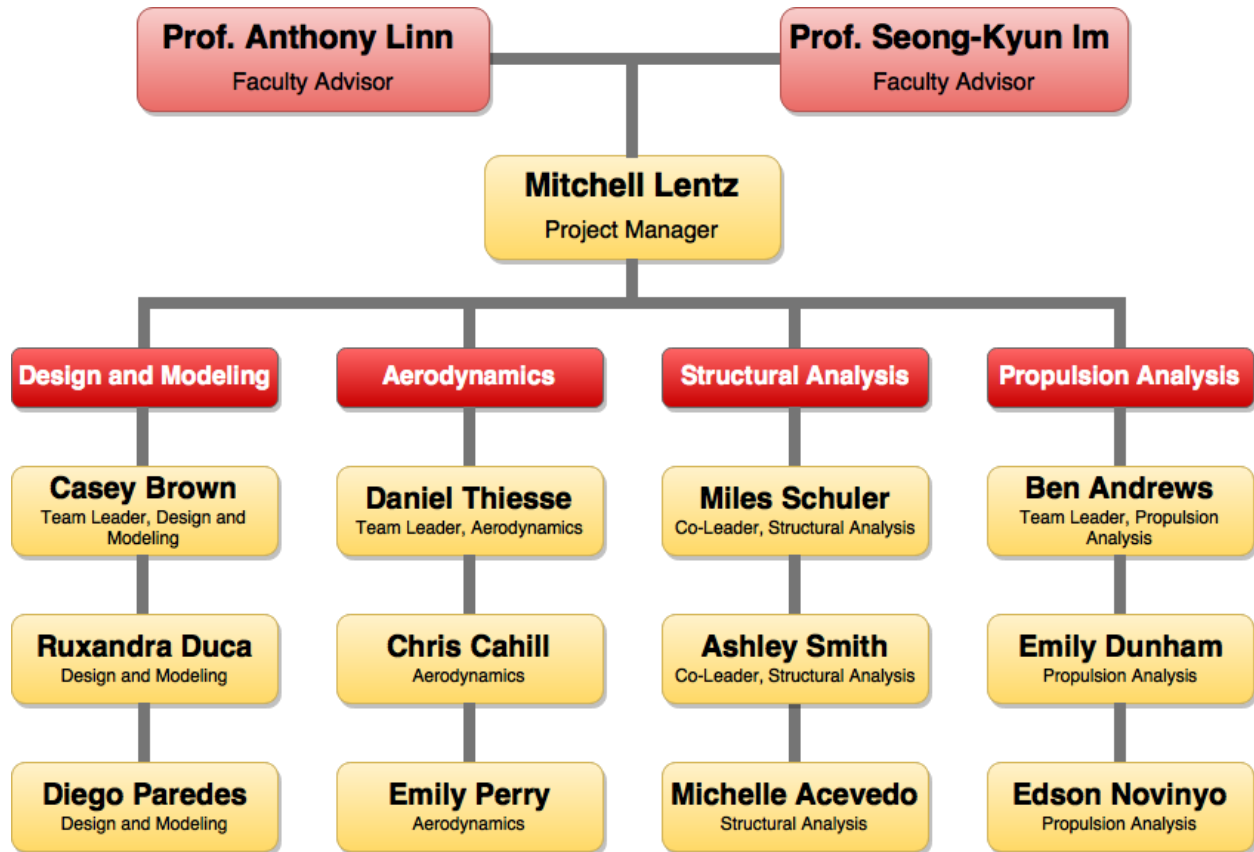 Prof. Anthony Linn
Faculty Advisor
Prof. Seong-Kyun Im
Faculty Advisor
Mitchell Lentz
Project Manager
Design and Modeling
Aerodynamics
Structural Analysis
Propulsion Analysis
Casey Brown
Team Leader, Design and
Modeling
Daniel Thiesse
Team Leader, Aerodynamics
Miles Schuler
Co-Leader, Structural Analysis
Ben Andrews
Team Leader, Propulsion
Analysis
Ruxandra Duca
Design and Modeling
Chris Cahill
Aerodynamics
Ashley Smith
Co-Leader, Structural Analysis
Emily Dunham
Propulsion Analysis
Diego Paredes
Design and Modeling
Emily Perry
Aerodynamics
Michelle Acevedo
Structural Analysis
Edson Novinyo
Propulsion Analysis